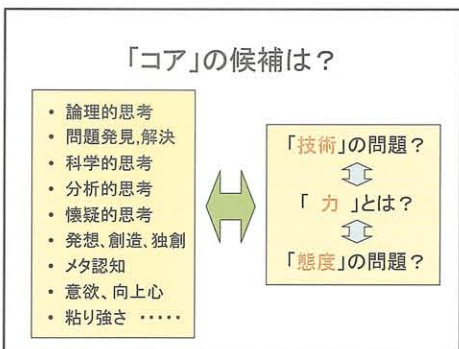 「コア」の候補は？
・ 論理的思考
・ 問題発見,解決
・ 科学的思考
・ 分析的思考
・ 懐疑的思考
・ 発想、創造、独創
・ メタ認知
・ 意欲、向上心
・ 粘り強さ ・・・・・
「技術」の問題？
「 力 」とは？
「態度」の問題？